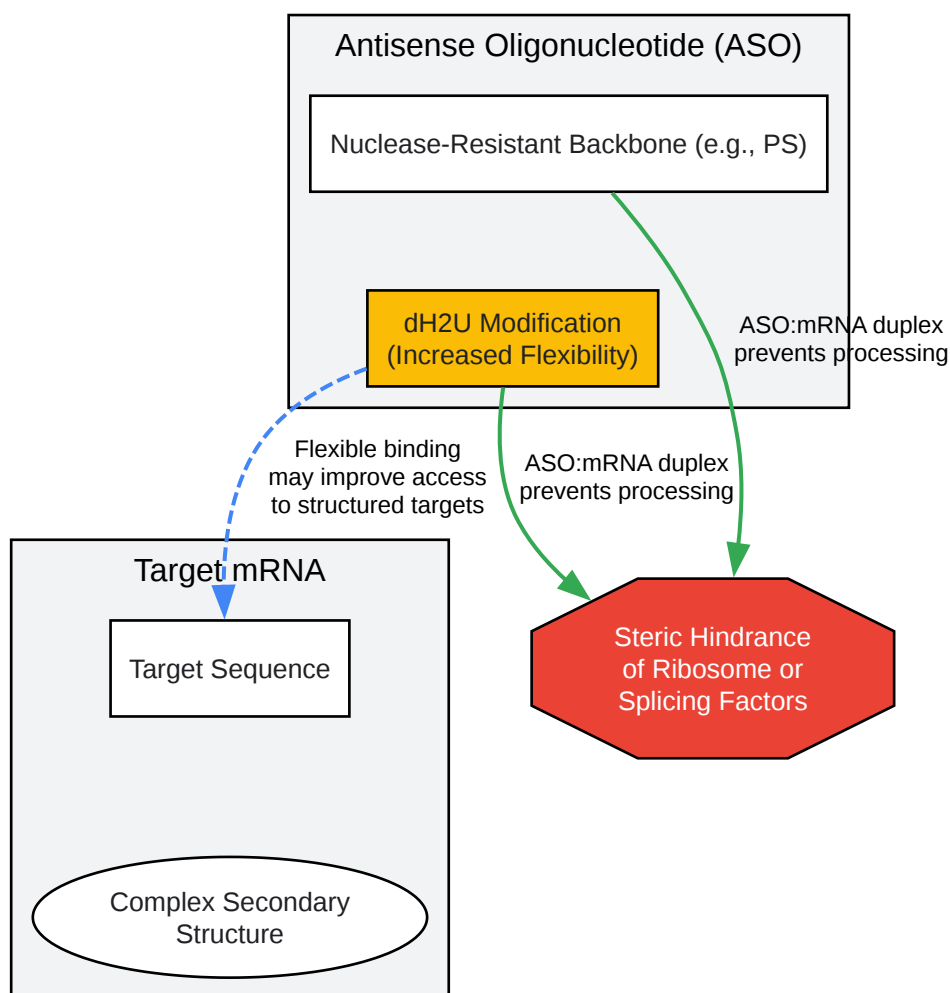 Antisense Oligonucleotide (ASO)
Nuclease-Resistant Backbone (e.g., PS)
dH2U Modification
(Increased Flexibility)
ASO:mRNA duplex
prevents processing
Flexible binding
may improve access
to structured targets
ASO:mRNA duplex
prevents processing
Target mRNA
Target Sequence
Steric Hindrance
of Ribosome or
Splicing Factors
Complex Secondary
Structure